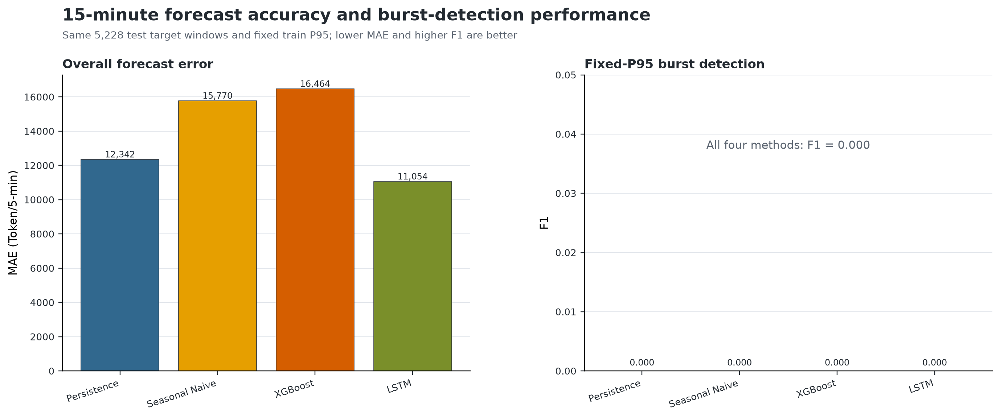 15-minute forecast accuracy and burst-detection performance
Same 5,228 test target windows and fixed train P95; lower MAE and higher F1 are better
Overall forecast error
MAE (Token/5-min)
16000
14000
12000
10000
8000
6000
4000
2000
0
12,342
15,770
16,464
11,054
Persistence
Seasonal Naive
XGBoost
LSTM
Fixed-P95 burst detection
F1
0.05
0.04
0.03
0.02
0.01
0.00
All four methods: F1 = 0.000
0.000
0.000
0.000
0.000
Persistence
Seasonal Naive
XGBoost
LSTM